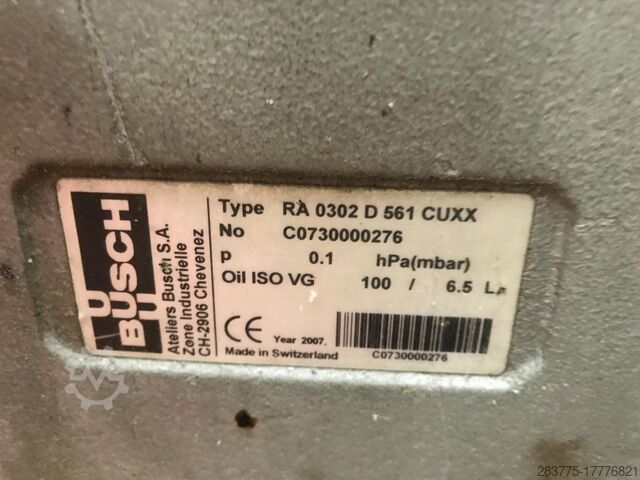 BUSCH
Ateliers Busch S.A.
Zone Industrielle
CH-2906 Chevenez
Type RA 0302 D 561 CUXX
No C0730000276
p 0.1 hPa(mbar)
Oil ISO VG 100 / 6.5 L
CE Year 2007.
Made in Switzerland
C0730000276
283775-17776821